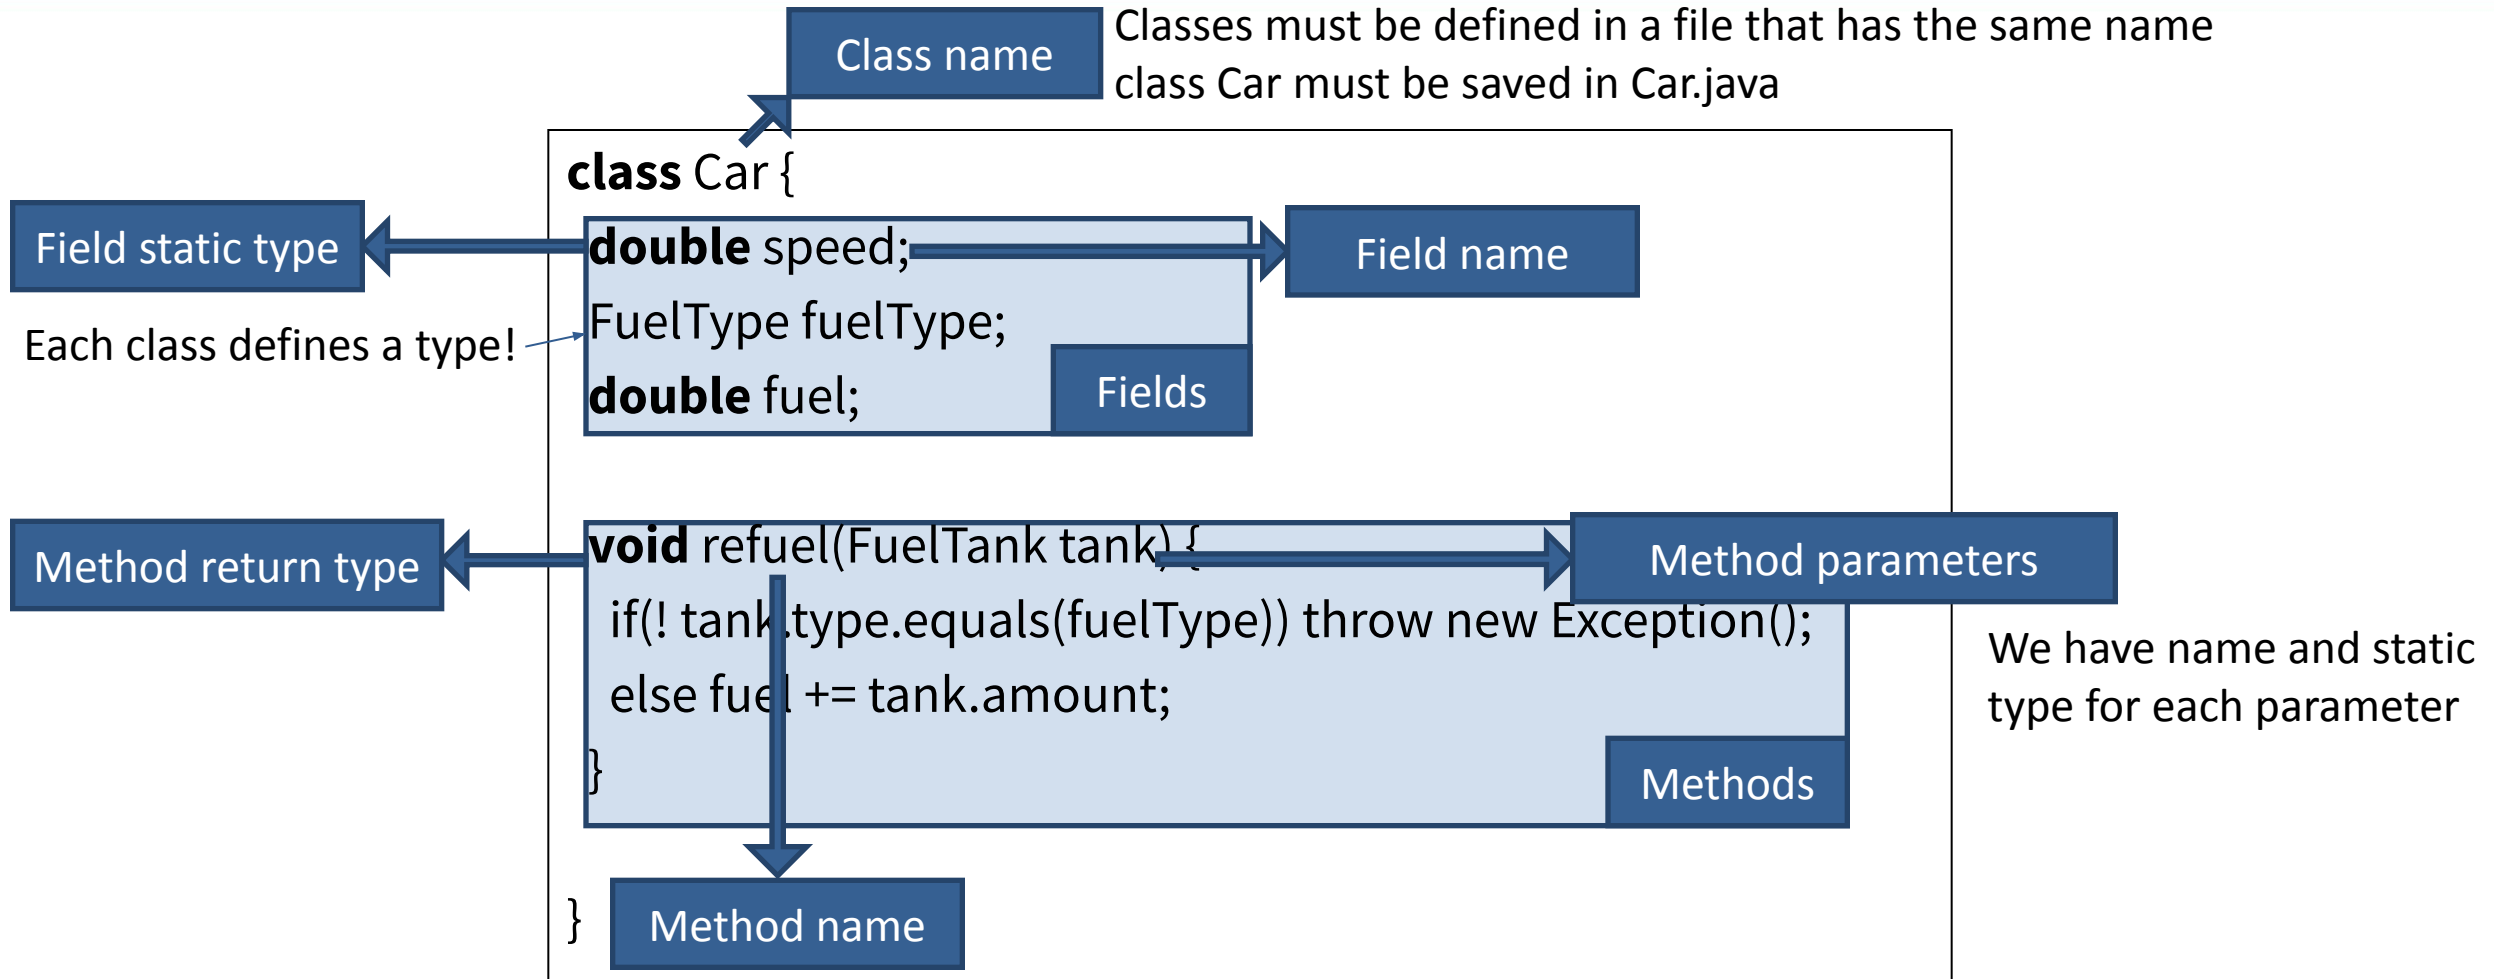 Class name
Classes must be defined in a file that has the same name
class Car must be saved in Car.java
class Car {
Field static type
double speed;
Field name
Each class defines a type!
FuelType fuelType;
double fuel;
Fields
Method return type
void refuel(FuelTank tank) {
Method parameters
if(! tank.type.equals(fuelType)) throw new Exception();
else fuel += tank.amount;
We have name and static
type for each parameter
}
Methods
}
Method name